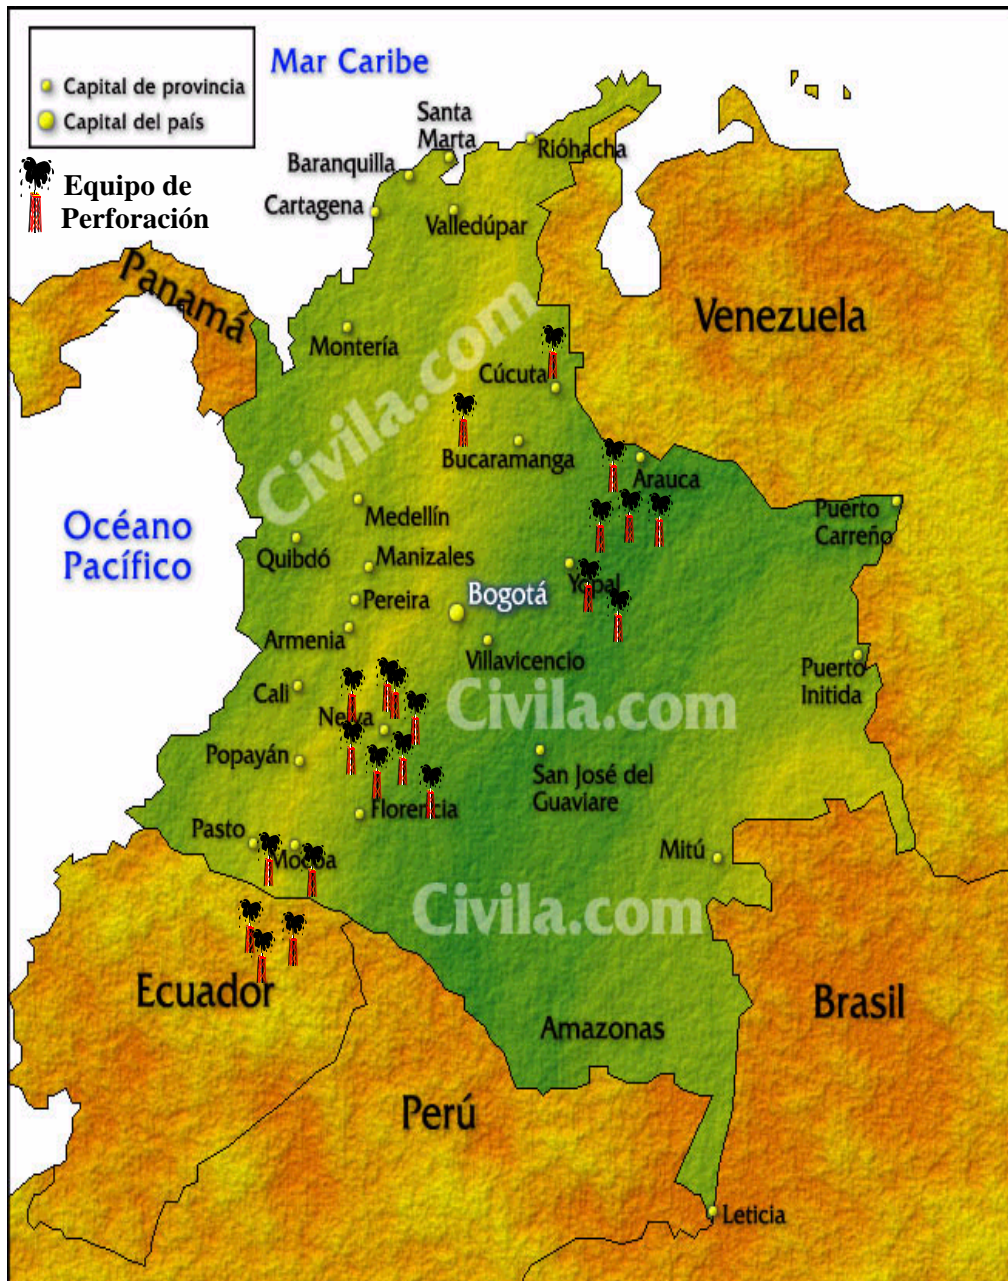 Mar Caribe
Capital de provincia
Capital del país
Equipo de
Perforación
Santa
Marta
Rióhacha
Baranquilla
Cartagena
Valledúpar
Panamá
Venezuela
Montería
Civila.com
Cúcuta
Bucaramanga
Arauca
Medellín
Puerto
Carreño
Océano
Pacífico
Quibdó
Manizales
Yopal
Pereira
Bogotá
Armenia
Villavicencio
Puerto
Initida
Cali
Civila.com
Neiva
Popayán
San José del
Guaviare
Florencia
Pasto
Mocoa
Mitú
Civila.com
Ecuador
Brasil
Amazonas
Perú
Leticia